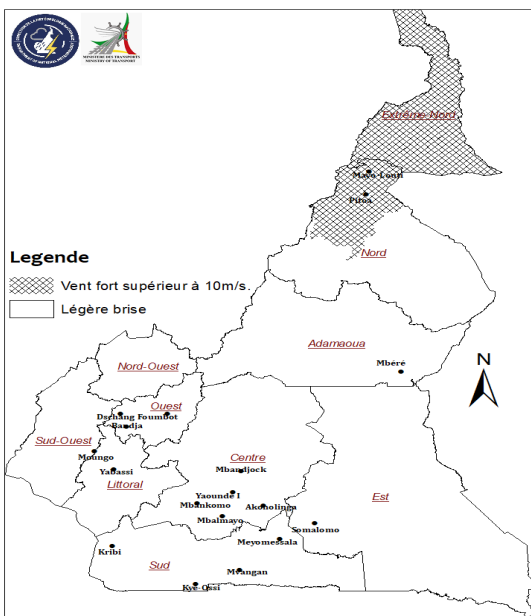 MINISTERE DES TRANSPORTS
MINISTRY OF TRANSPORT
Extrême-Nord
Mayo-Louti
Pitoa
Nord
Legende
Vent fort supérieur à 10m/s.
Légère brise
Adamaoua
Mbéré
N
Nord-Ouest
Ouest
Dschang Foumbot
Bandja
Sud-Ouest
Moungo
Yabassi
Littoral
Centre
Mbandjock
Yaounde I
Mbankomo
Akonolinga
Mbalmayo
Est
Somalomo
Meyomessala
Kribi
Sud
Mvangan
Kye-Ossi